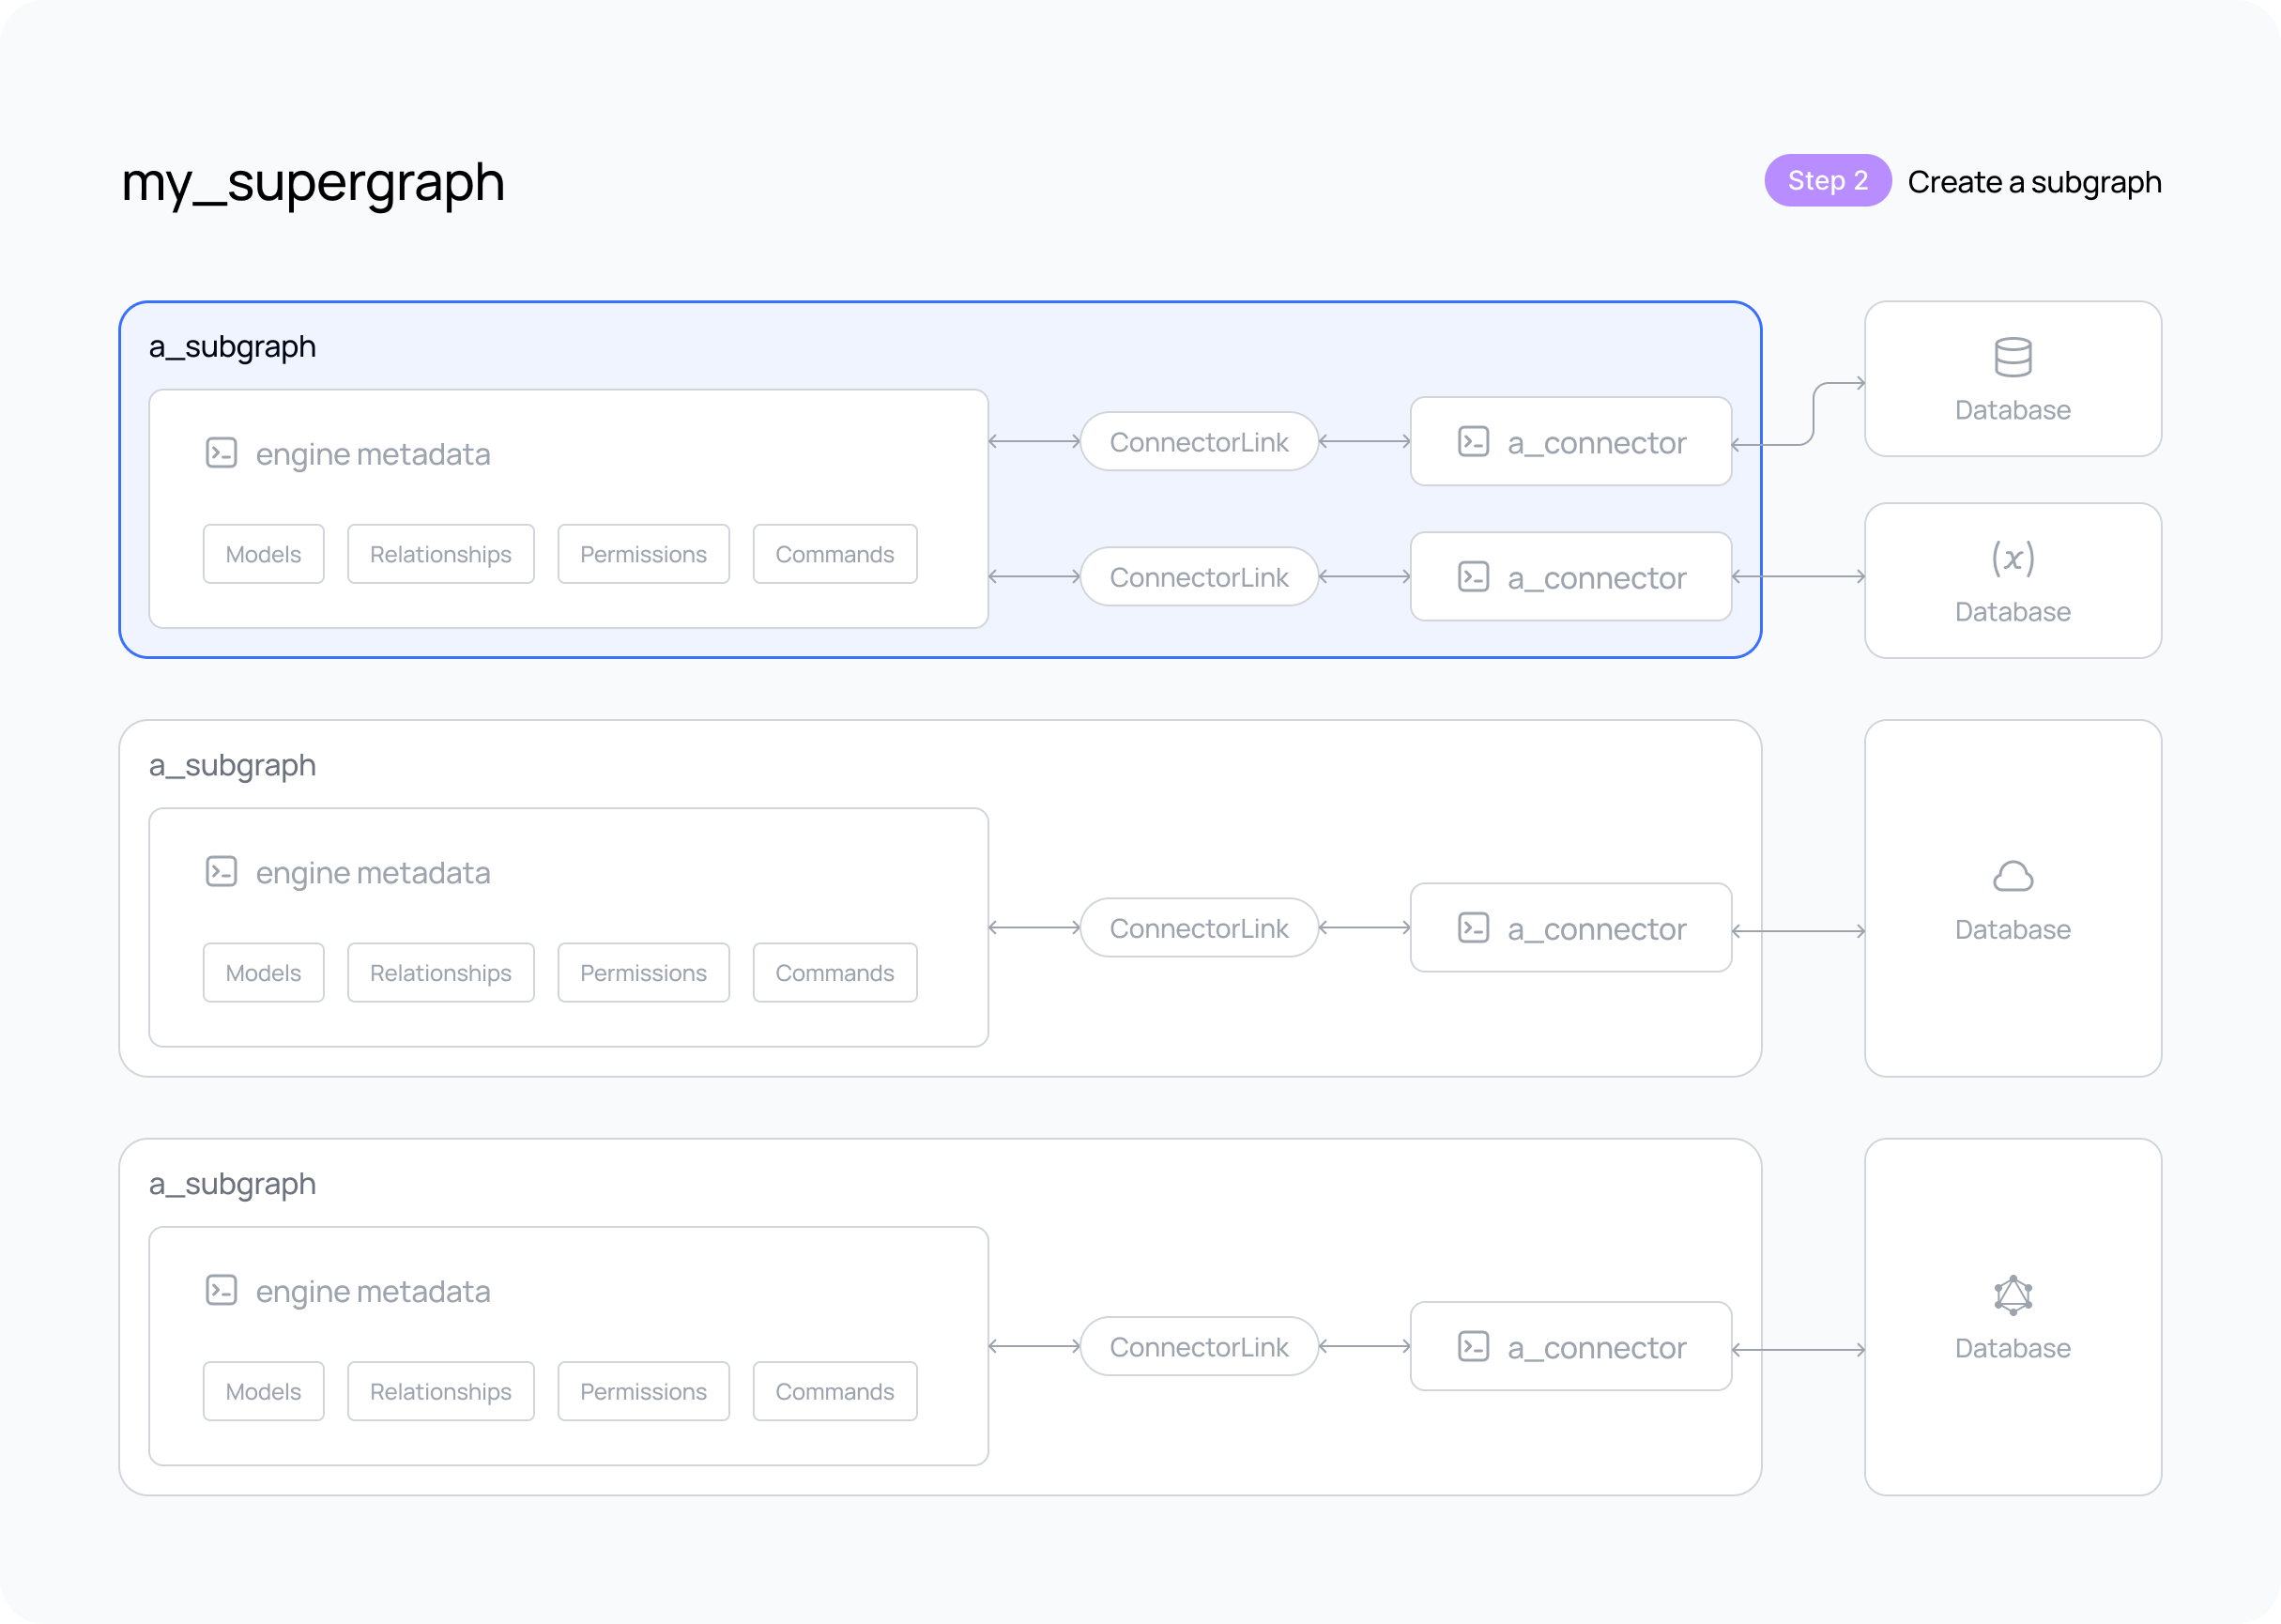 my_supergraph
Step 2 Create a subgraph
a_subgraph
engine metadata
Models Relationships Permissions Commands
ConnectorLink
a_connector
ConnectorLink
a_connector
Database
(x)
Database
a_subgraph
engine metadata
Models Relationships Permissions Commands
ConnectorLink
a_connector
Database
a_subgraph
engine metadata
Models Relationships Permissions Commands
ConnectorLink
a_connector
Database